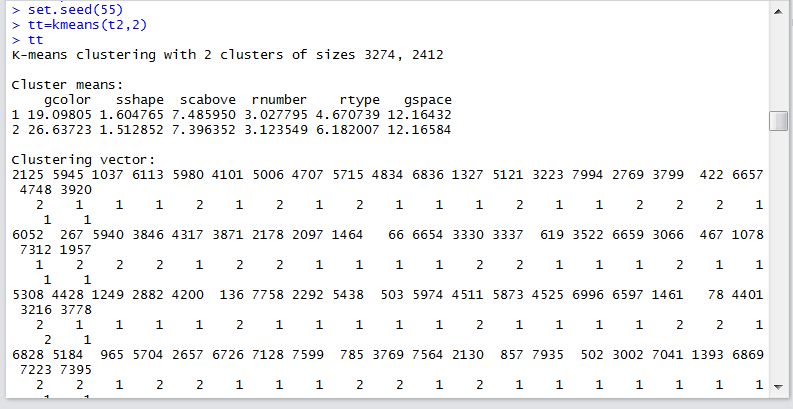 > set.seed(55)
> tt=kmeans(t2,2)
> tt
K-means clustering with 2 clusters of sizes 3274, 2412
Cluster means:
gcolor sshape scabove rnumber rtype gspace
1 19.09805 1.604765 7.485950 3.027795 4.670739 12.16432
2 26.63723 1.512852 7.396352 3.123549 6.182007 12.16584
Clustering vector:
2125 5945 1037 6113 5980 4101 5006 4707 5715 4834 6836 1327 5121 3223 7994 2769 3799 422 6657
4748 3920
2 1 1 1 2 1 2 1 2 1 1 1 2 1 1 2 2 2 1
1 1
6052 267 5940 3846 4317 3871 2178 2097 1464 66 6654 3330 3337 619 3522 6659 3066 467 1078
7312 1957
1 2 2 2 1 2 2 1 1 1 1 2 2 1 1 1 2 1 1
1 1
5308 4428 1249 2882 4200 136 7758 2292 5438 503 5974 4511 5873 4525 6996 6597 1461 78 4401
3216 3778
2 1 1 1 1 2 1 1 1 1 1 2 1 1 1 1 2 2 1
2 1
6828 5184 965 5704 2657 6726 7128 7599 785 3769 7564 2130 857 7935 502 3002 7041 1393 6869
7223 7395
2 2 1 2 2 1 1 1 2 2 1 2 1 1 1 1 1 1 1